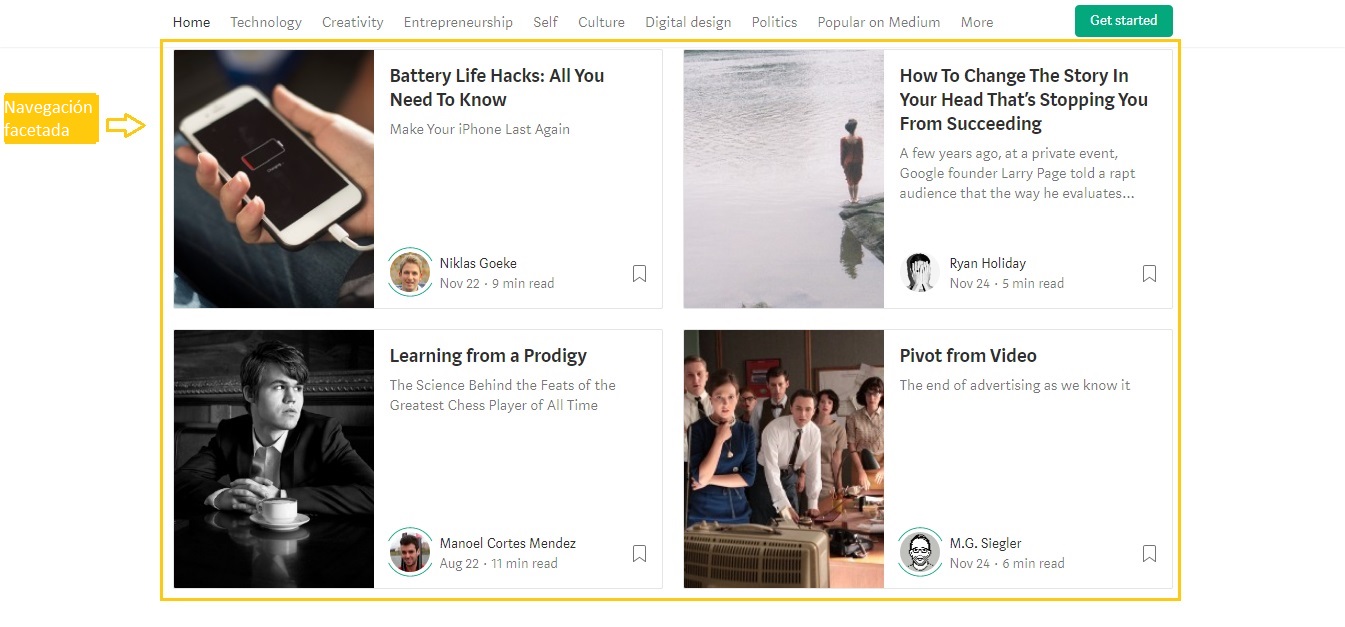 Home Technology Creativity Entrepreneurship Self Culture Digital design Politics Popular on Medium More Get started
Navegación
facetada
Battery Life Hacks: All You
Need To Know
Make Your iPhone Last Again
Niklas Goeke
Nov 22 · 9 min read
How To Change The Story In
Your Head That’s Stopping You
From Succeeding
A few years ago, at a private event,
Google founder Larry Page told a rapt
audience that the way he evaluates...
Ryan Holiday
Nov 24 · 5 min read
Learning from a Prodigy
The Science Behind the Feats of the
Greatest Chess Player of All Time
Manoel Cortes Mendez
Aug 22 · 11 min read
Pivot from Video
The end of advertising as we know it
M.G. Siegler
Nov 24 · 6 min read